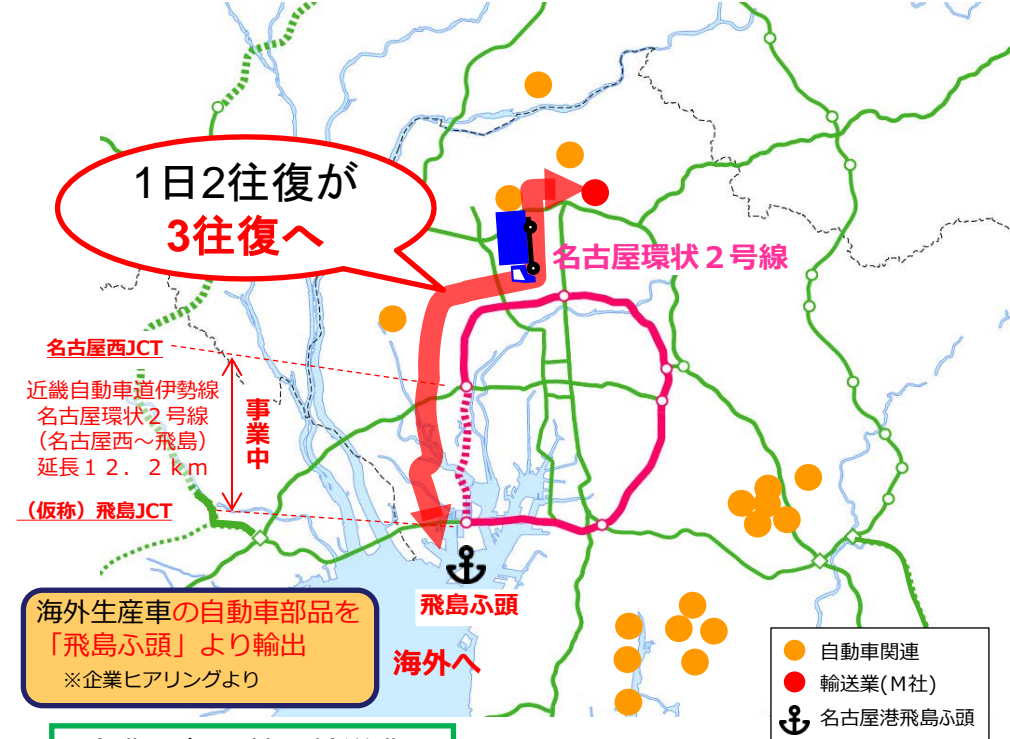 1日2往復が
3往復へ
名古屋環状２号線
名古屋西JCT
近畿自動車道伊勢線
名古屋環状２号線
（名古屋西～飛島）
延長１２．２ｋｍ
事業中
（仮称）飛島JCT
飛島ふ頭
海外へ
海外生産車の自動車部品を
「飛島ふ頭」より輸出
※企業ヒアリングより
自動車関連
輸送業(Ｍ社)
名古屋港飛島ふ頭